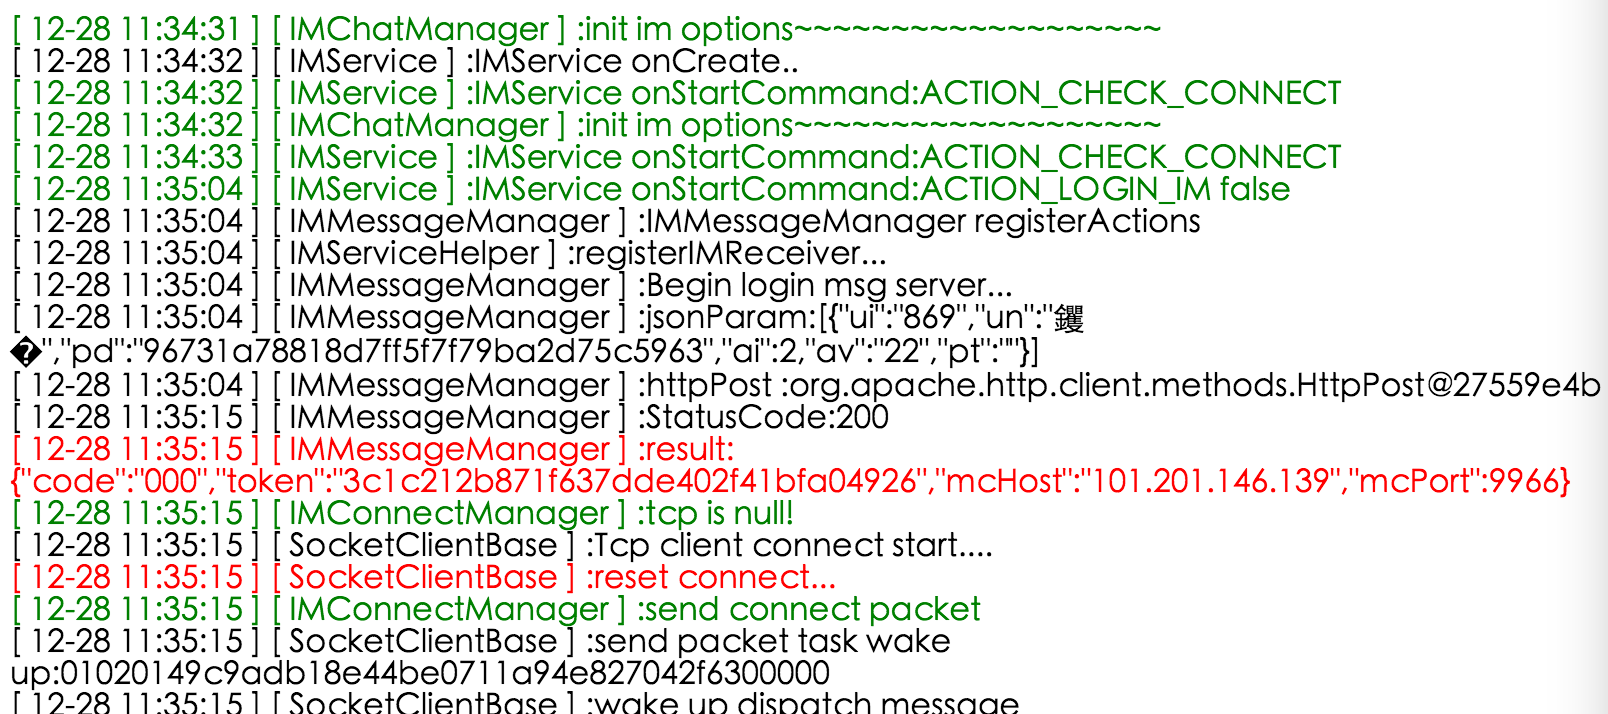 [ 12-28 11:34:31 ] [ IMChatManager ] :init im options~~~~~~~~~~~~~~~~~~~
[ 12-28 11:34:32 ] [ IMService ] :IMService onCreate..
[ 12-28 11:34:32 ] [ IMService ] :IMService onStartCommand:ACTION_CHECK_CONNECT
[ 12-28 11:34:32 ] [ IMChatManager ] :init im options~~~~~~~~~~~~~~~~~~~
[ 12-28 11:34:33 ] [ IMService ] :IMService onStartCommand:ACTION_CHECK_CONNECT
[ 12-28 11:35:04 ] [ IMService ] :IMService onStartCommand:ACTION_LOGIN_IM false
[ 12-28 11:35:04 ] [ IMMessageManager ] :IMMessageManager registerActions
[ 12-28 11:35:04 ] [ IMServiceHelper ] :registerIMReceiver...
[ 12-28 11:35:04 ] [ IMMessageManager ] :Begin login msg server...
[ 12-28 11:35:04 ] [ IMMessageManager ] :jsonParam:[{"ui":"869","un":"
�","pd":"96731a78818d7ff5f7f79ba2d75c5963","ai":2,"av":"22","pt":""}]
[ 12-28 11:35:04 ] [ IMMessageManager ] :httpPost :org.apache.http.client.methods.HttpPost@27559e4b
[ 12-28 11:35:15 ] [ IMMessageManager ] :StatusCode:200
[ 12-28 11:35:15 ] [ IMMessageManager ] :result:
{"code":"000","token":"3c1c212b871f637dde402f41bfa04926","mcHost":"101.201.146.139","mcPort":9966}
[ 12-28 11:35:15 ] [ IMConnectManager ] :tcp is null!
[ 12-28 11:35:15 ] [ SocketClientBase ] :Tcp client connect start....
[ 12-28 11:35:15 ] [ SocketClientBase ] :reset connect...
[ 12-28 11:35:15 ] [ IMConnectManager ] :send connect packet
[ 12-28 11:35:15 ] [ SocketClientBase ] :send packet task wake
up:01020149c9adb18e44be0711a94e827042f6300000
[ 12-28 11:35:15 ] [ SocketClientBase ] :wake up dispatch message